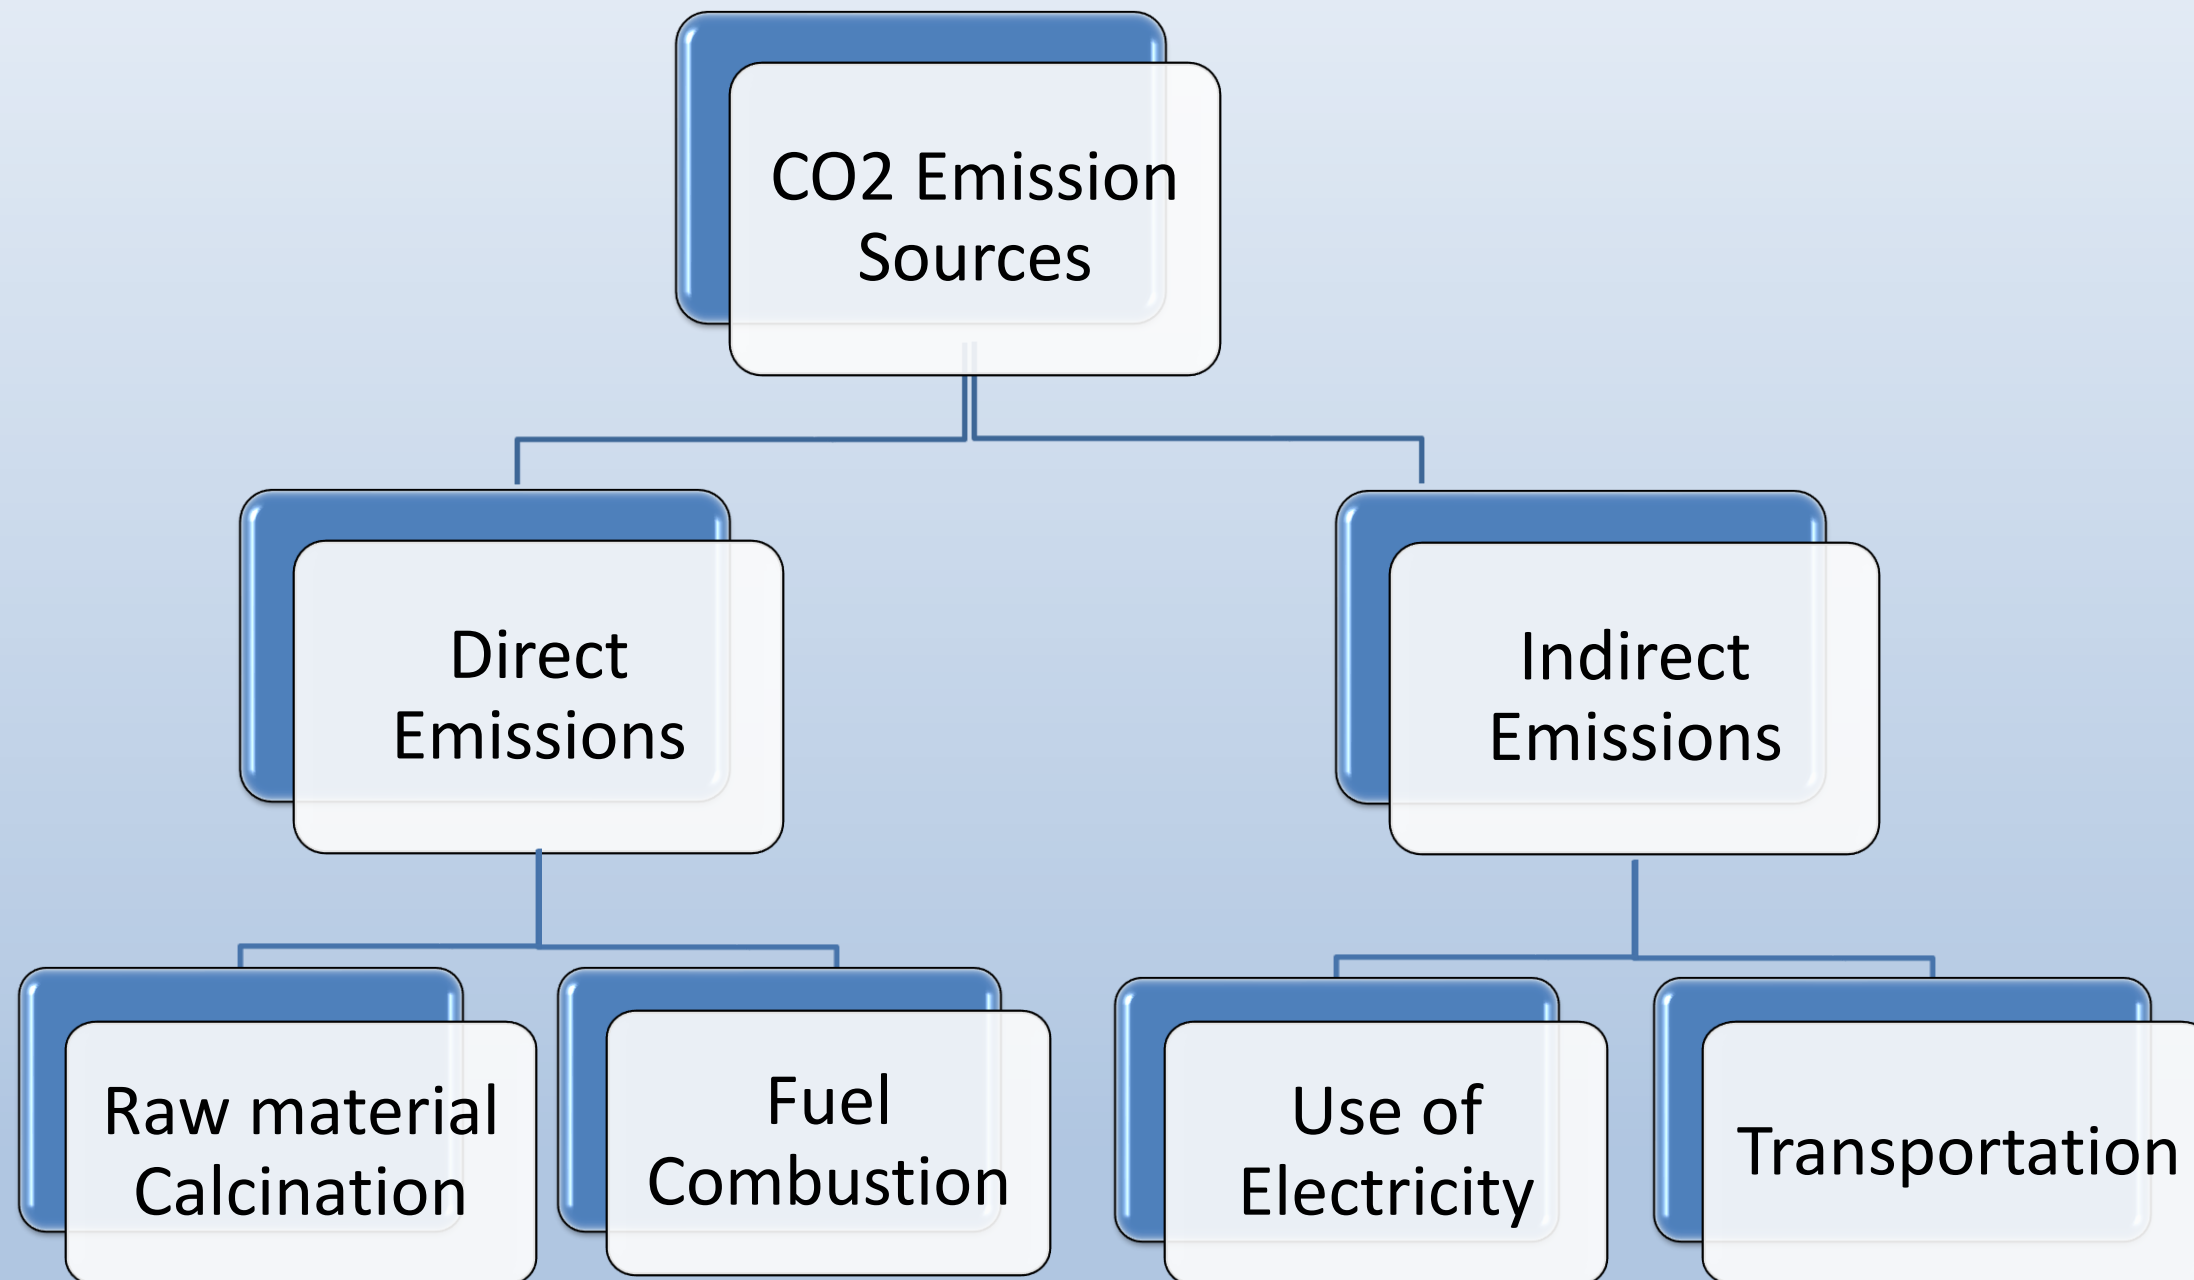 CO2 Emission
Sources
Direct
Emissions
Indirect
Emissions
Raw material
Calcination
Fuel
Combustion
Use of
Electricity
Transportation